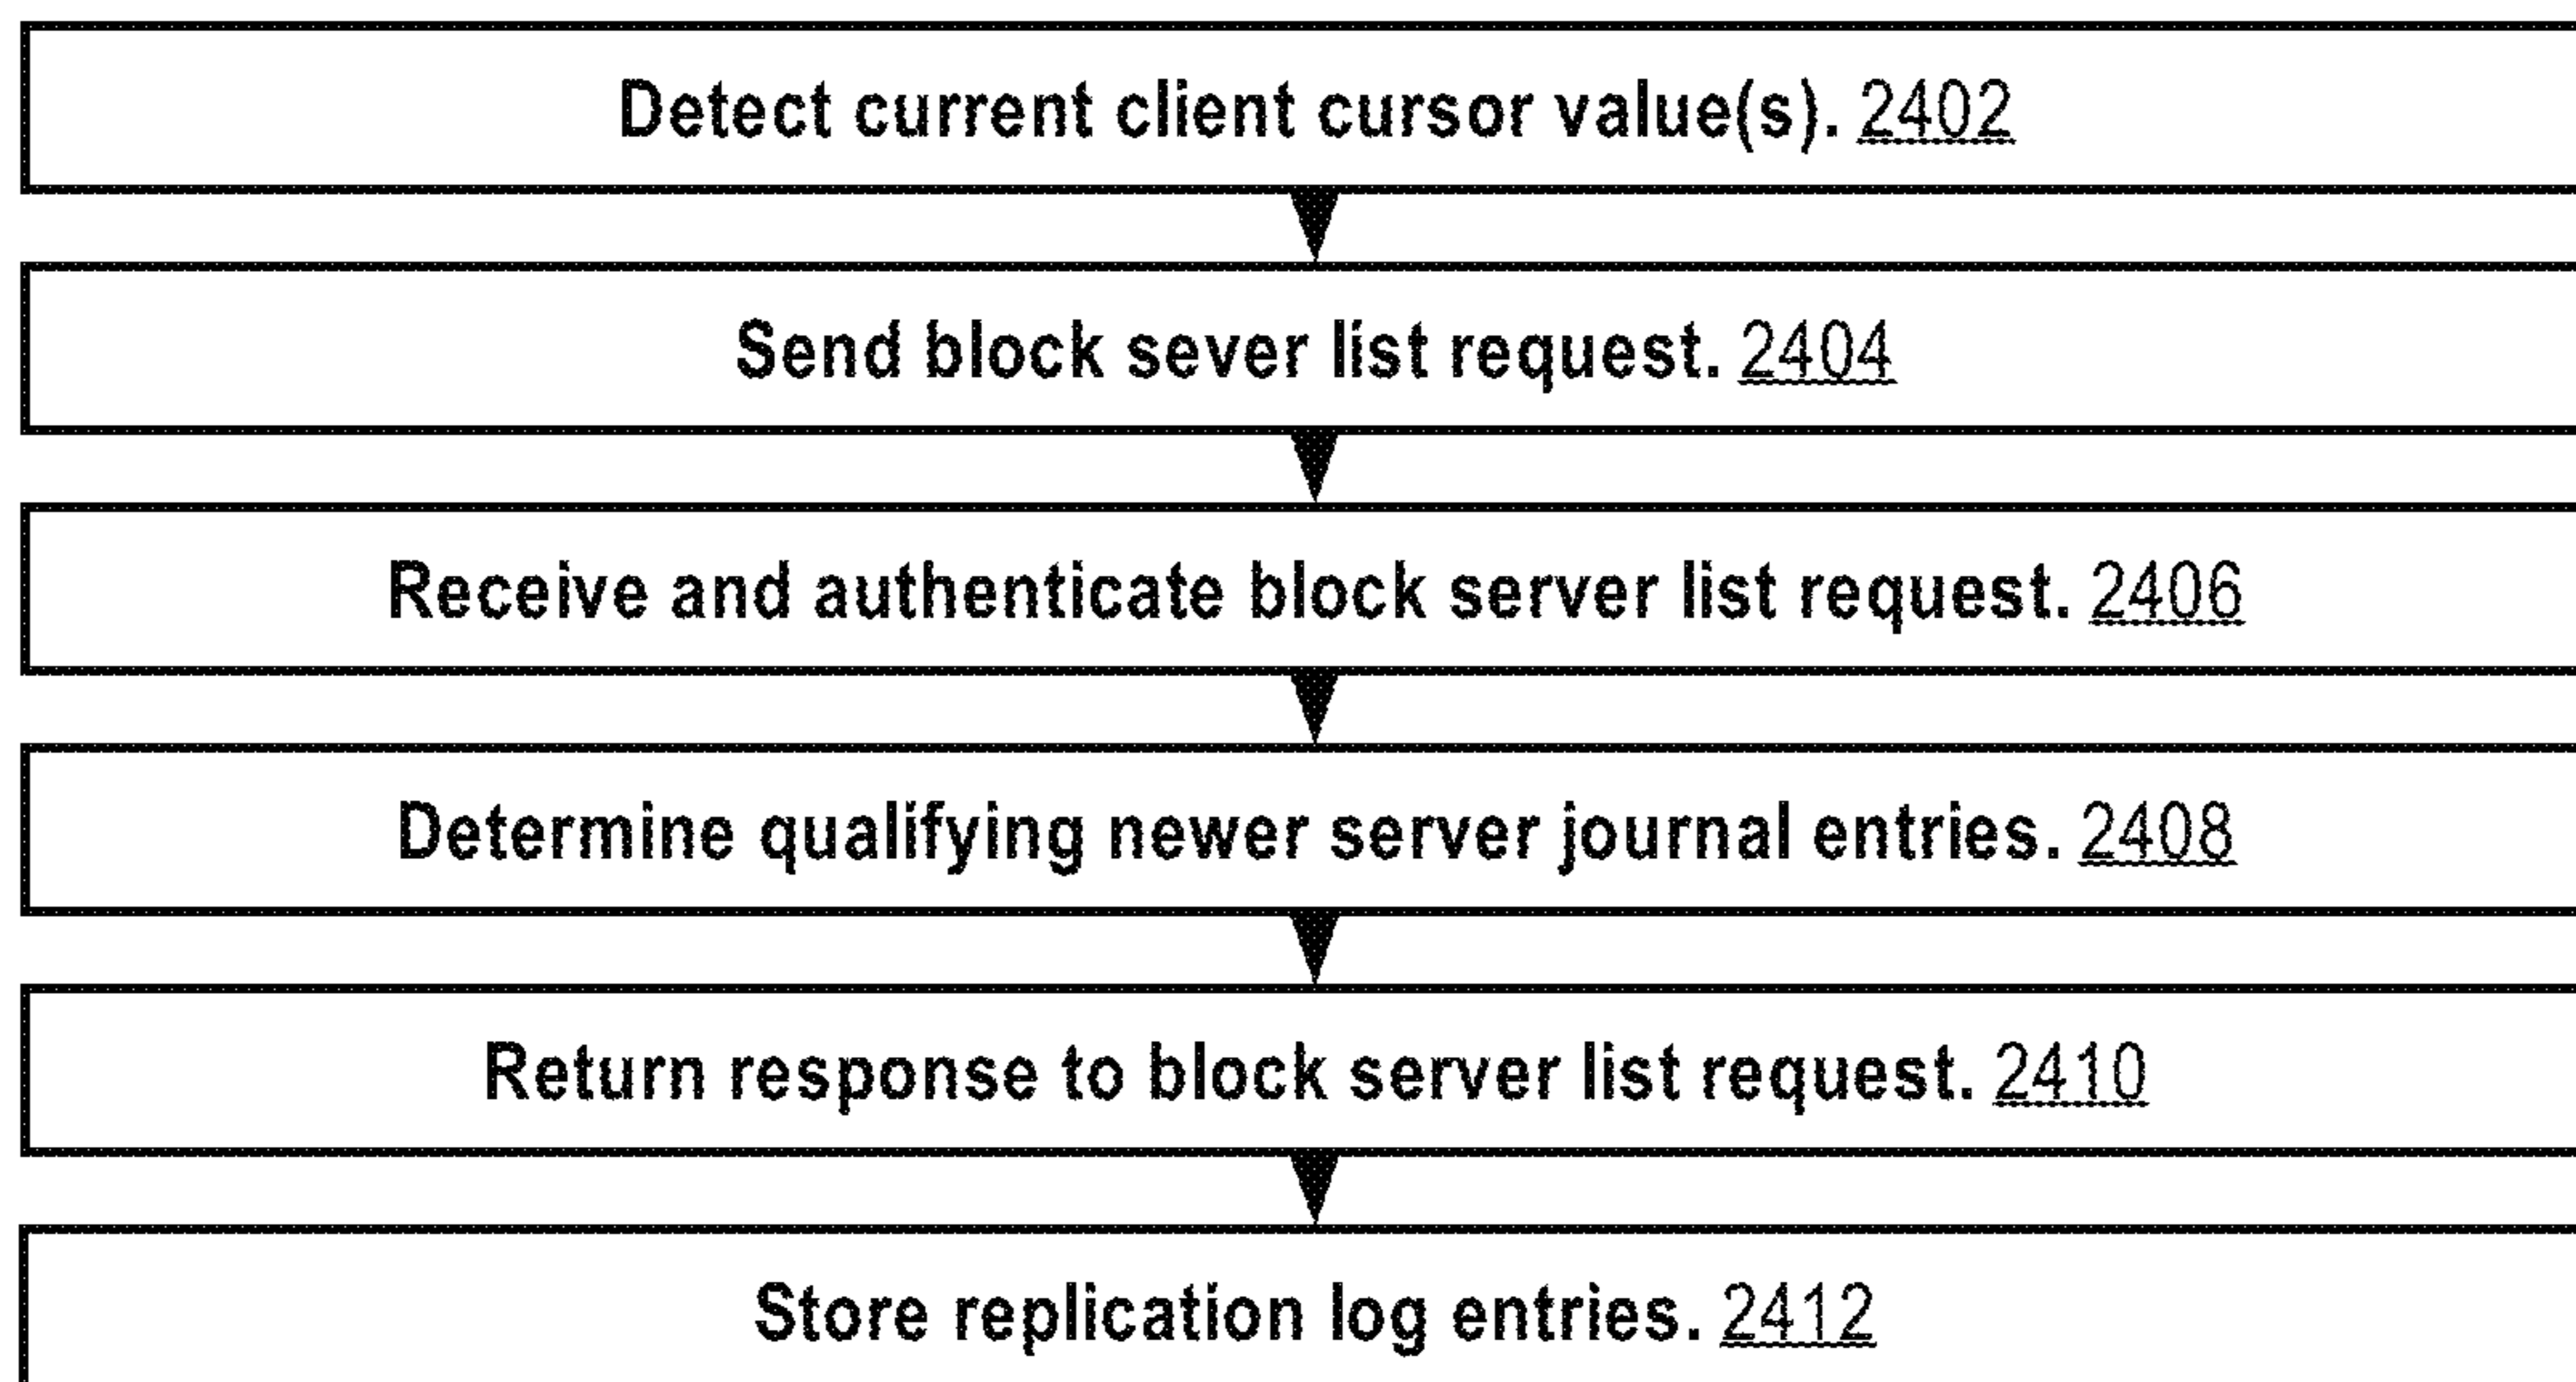 Detect current client cursor value(s). 2402
Send block sever list request. 2404
Receive and authenticate block server list request. 2406
Determine qualifying newer server journal entries. 2408
Return response to block server list request. 2410
Store replication log entries. 2412